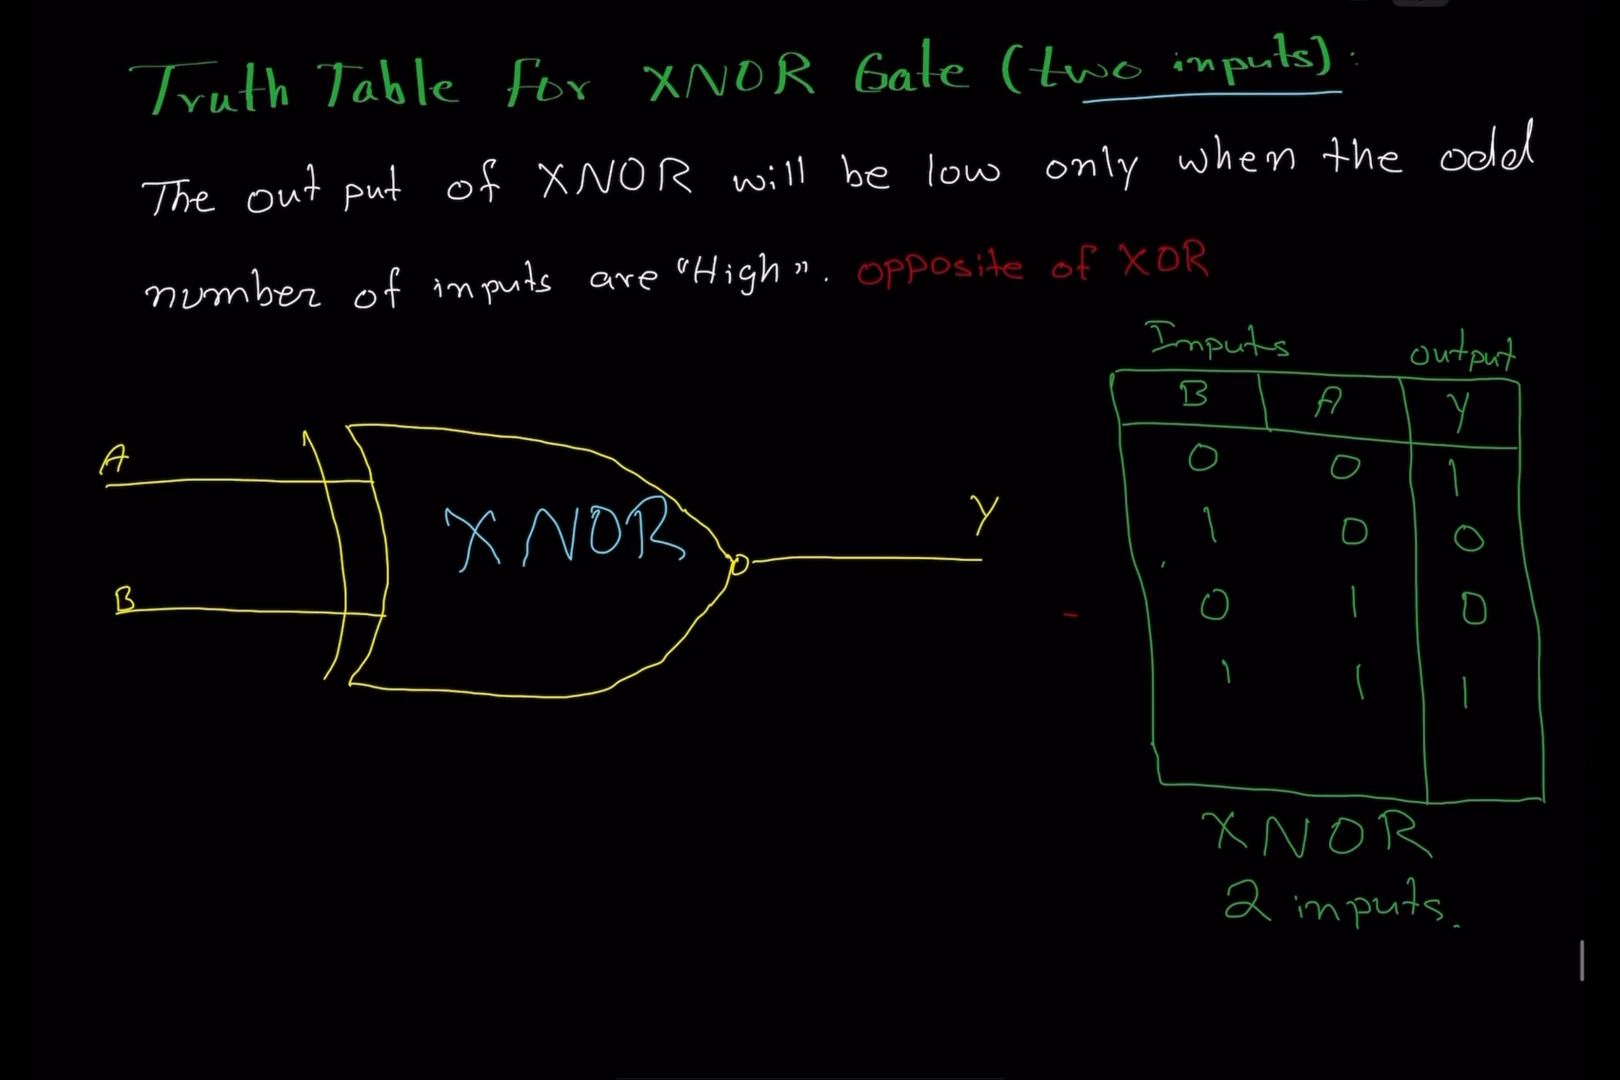 Truth Table for XNOR Gate (two inputs):
The out put of XNOR will be low only when the odd
number of inputs are "High". opposite of XOR
Inputs output
B A Y
0 0 1
1 0 0
0 1 0
1 1 1
XNOR
2 inputs.
A
B
XNOR
Y